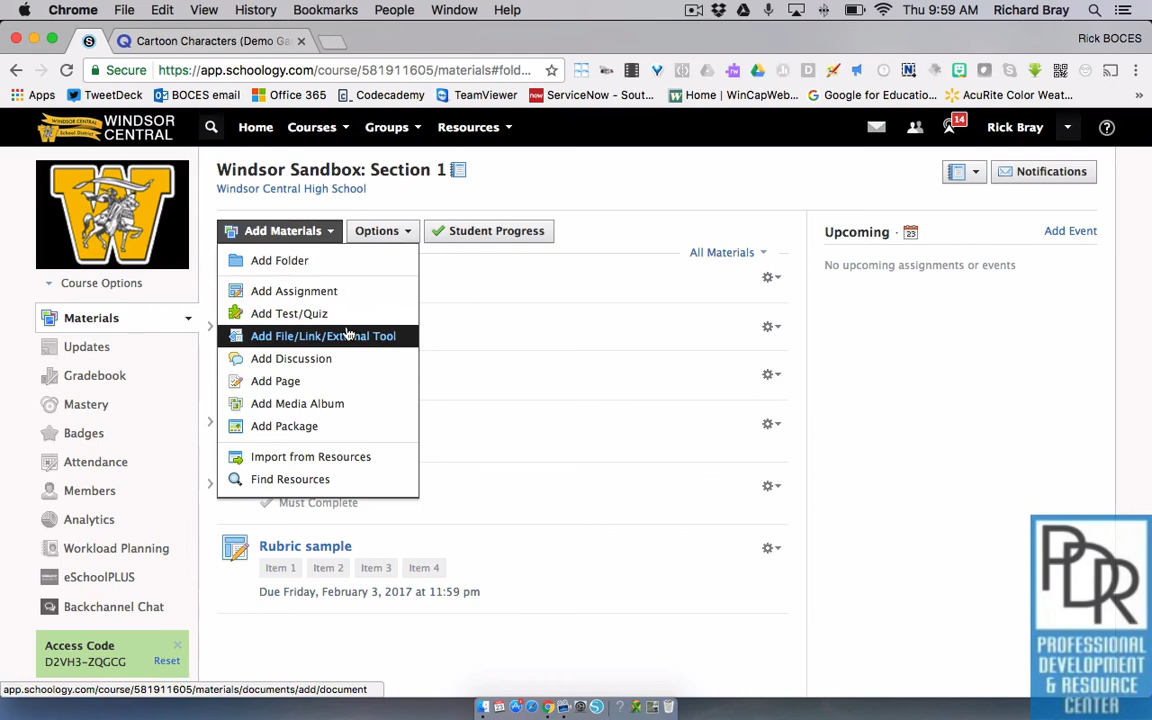 Chrome File Edit View History Bookmarks People Window Help Thu 9:59 AM Richard Bray
Cartoon Characters (Demo Ga Rick BOCES
Secure https://app.schoology.com/course/581911605/materials#fold...
Apps TweetDeck BOCES email Office 365 Codecademy TeamViewer ServiceNow - Sout... Home | WinCapWeb... Google for Educatio... AcuRite Color Weat... »
WINDSOR CENTRAL Home Courses Groups Resources 14 Rick Bray
Windsor Sandbox: Section 1 Notifications
Windsor Central High School
Add Materials Options Student Progress Upcoming · 23 Add Event
All Materials
No upcoming assignments or events
Add Folder
Add Assignment
Add Test/Quiz
Add File/Link/External Tool
Add Discussion
Add Page
Add Media Album
Add Package
Import from Resources
Find Resources
Must Complete
Rubric sample
Item 1 Item 2 Item 3 Item 4
Due Friday, February 3, 2017 at 11:59 pm
Course Options
Materials
Updates
Gradebook
Mastery
Badges
Attendance
Members
Analytics
Workload Planning
eSchoolPLUS
Backchannel Chat
Access Code
D2VH3-ZQGCG Reset
app.schoology.com/course/581911605/materials/documents/add/document
PDR
PROFESSIONAL
DEVELOPMENT
& RESOURCE
CENTER